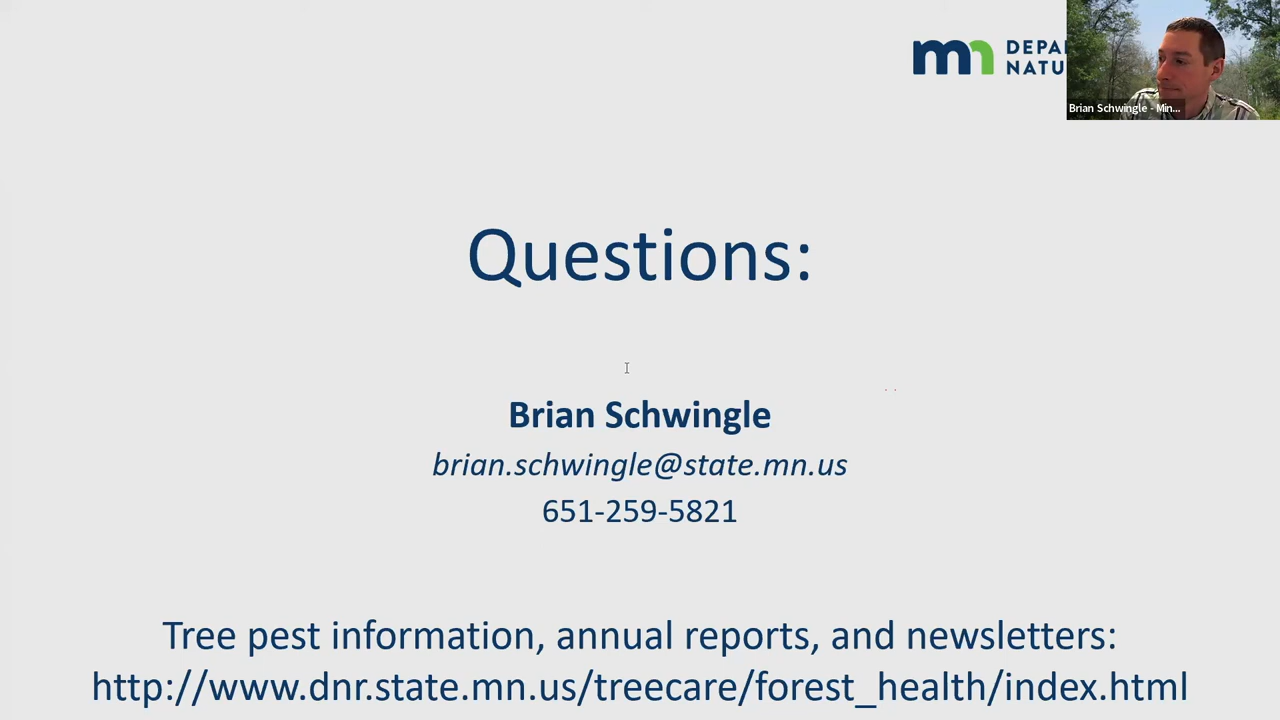 mn DEPA
NATU
Brian Schwingle - Min...
Questions:
Brian Schwingle
brian.schwingle@state.mn.us
651-259-5821
Tree pest information, annual reports, and newsletters:
http://www.dnr.state.mn.us/treecare/forest_health/index.html